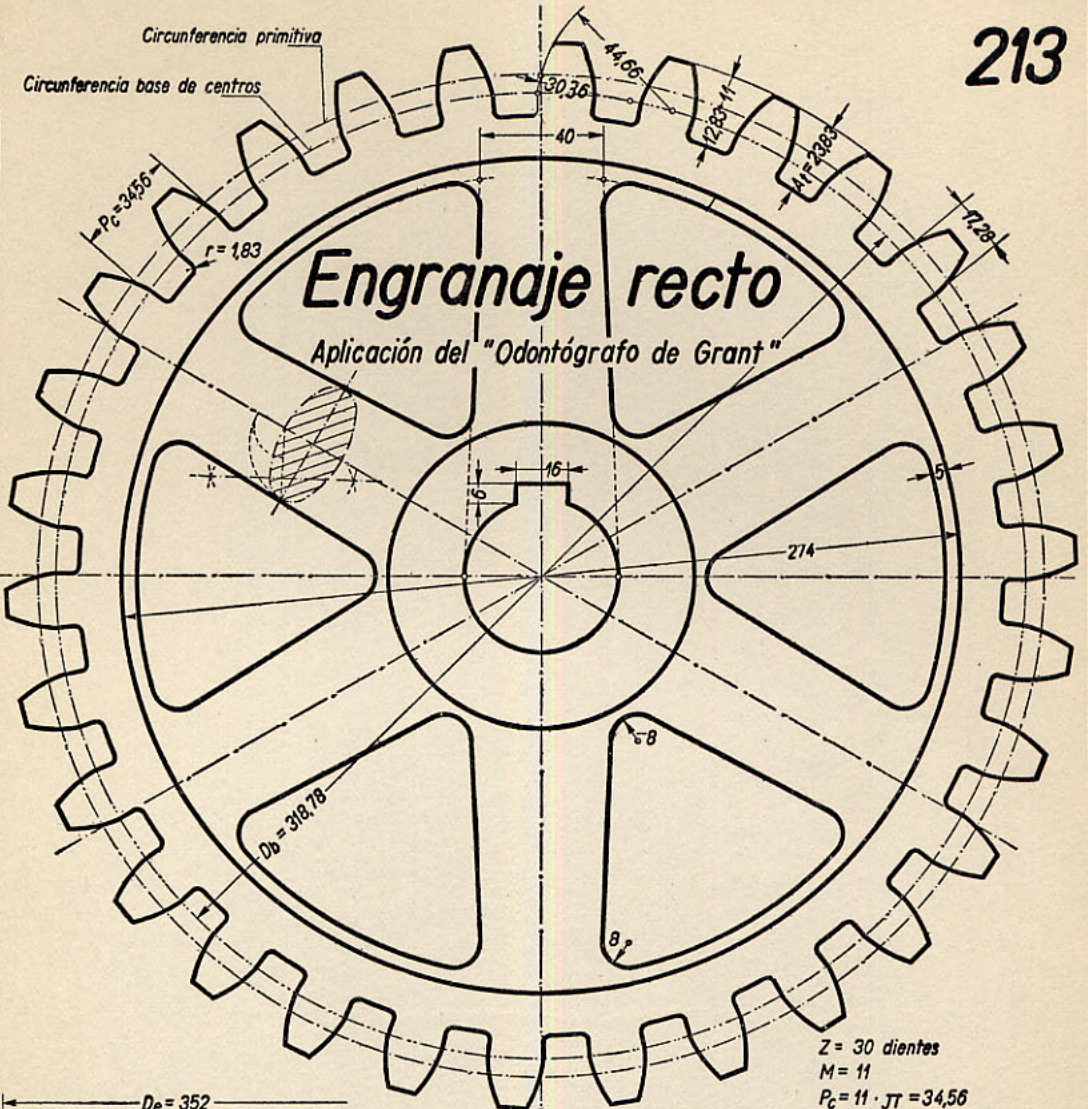 213
Circunferencia primitiva
Circunferencia base de centros
44,66
30,36
40
12,83
11
At=23,83
17,28
Pc=34,56
r=1,83
Engranaje recto
Aplicación del "Odontógrafo de Grant"
16
6
5
274
8
Db=318,78
8
Z= 30 dientes
M= 11
Pc= 11 · π =34,56
De= 352